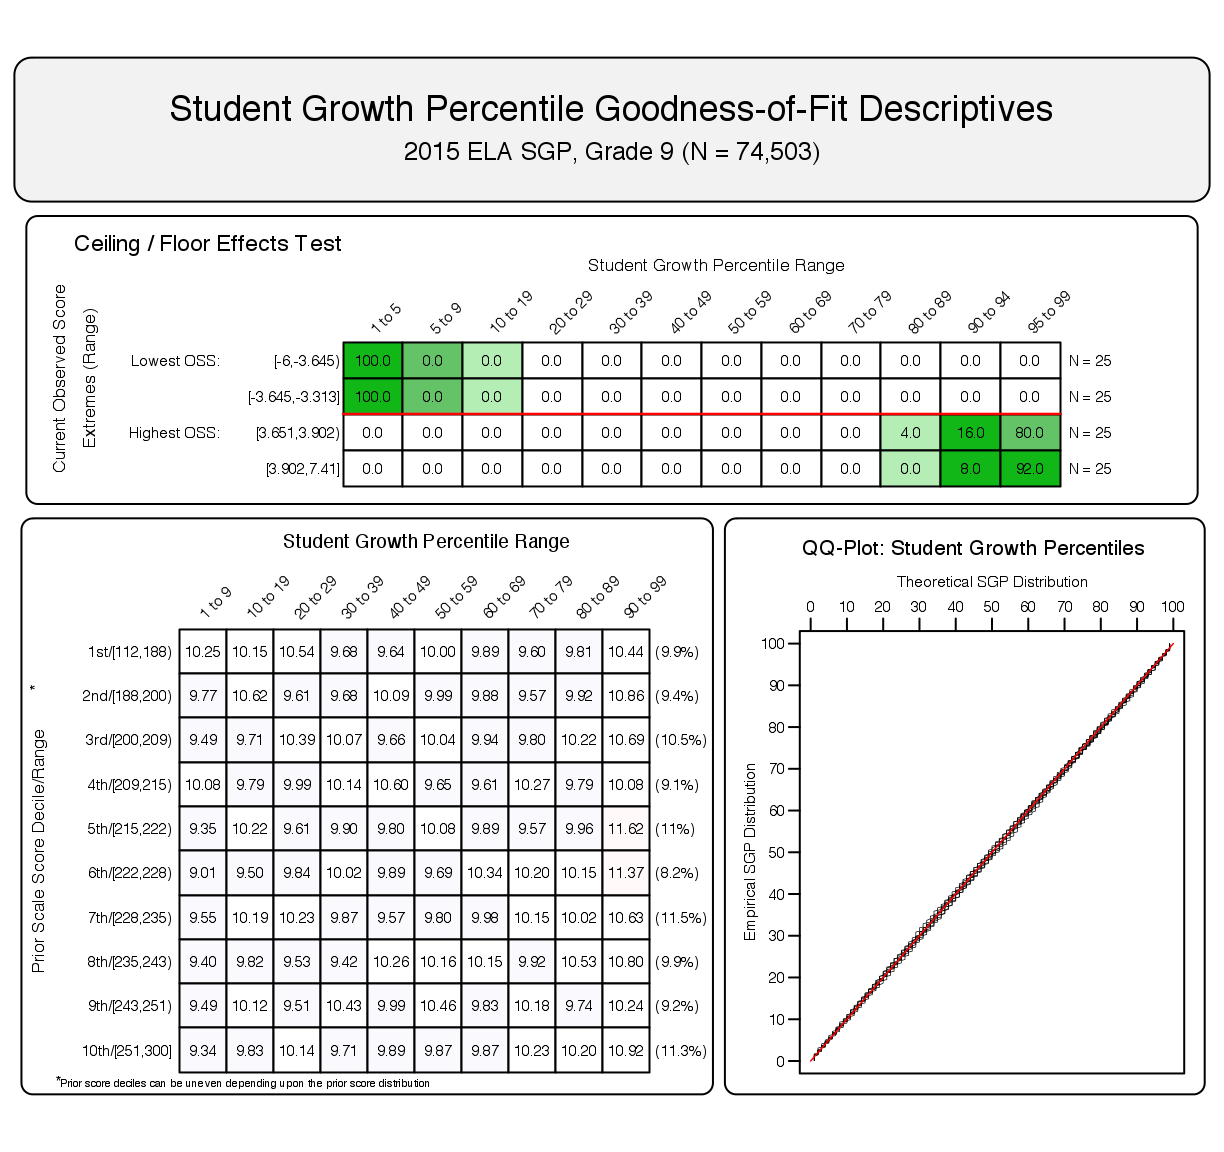 Student Growth Percentile Goodness-of-Fit Descriptives
2015 ELA SGP, Grade 9 (N = 74,503)
Ceiling / Floor Effects Test
Student Growth Percentile Range
Current Observed Score
Extremes (Range)
1 to 5 5 to 9 10 to 19 20 to 29 30 to 39 40 to 49 50 to 59 60 to 69 70 to 79 80 to 89 90 to 94 95 to 99
Lowest OSS: [-6,-3.645) 100.0 0.0 0.0 0.0 0.0 0.0 0.0 0.0 0.0 0.0 0.0 0.0 N = 25
[-3.645,-3.313] 100.0 0.0 0.0 0.0 0.0 0.0 0.0 0.0 0.0 0.0 0.0 0.0 N = 25
Highest OSS: [3.651,3.902) 0.0 0.0 0.0 0.0 0.0 0.0 0.0 0.0 0.0 4.0 16.0 80.0 N = 25
[3.902,7.41] 0.0 0.0 0.0 0.0 0.0 0.0 0.0 0.0 0.0 0.0 8.0 92.0 N = 25
Student Growth Percentile Range
1 to 9 10 to 19 20 to 29 30 to 39 40 to 49 50 to 59 60 to 69 70 to 79 80 to 89 90 to 99
Prior Scale Score Decile/Range *
1st/[112,188) 10.25 10.15 10.54 9.68 9.64 10.00 9.89 9.60 9.81 10.44 (9.9%)
2nd/[188,200) 9.77 10.62 9.61 9.68 10.09 9.99 9.88 9.57 9.92 10.86 (9.4%)
3rd/[200,209) 9.49 9.71 10.39 10.07 9.66 10.04 9.94 9.80 10.22 10.69 (10.5%)
4th/[209,215) 10.08 9.79 9.99 10.14 10.60 9.65 9.61 10.27 9.79 10.08 (9.1%)
5th/[215,222) 9.35 10.22 9.61 9.90 9.80 10.08 9.89 9.57 9.96 11.62 (11%)
6th/[222,228) 9.01 9.50 9.84 10.02 9.89 9.69 10.34 10.20 10.15 11.37 (8.2%)
7th/[228,235) 9.55 10.19 10.23 9.87 9.57 9.80 9.98 10.15 10.02 10.63 (11.5%)
8th/[235,243) 9.40 9.82 9.53 9.42 10.26 10.16 10.15 9.92 10.53 10.80 (9.9%)
9th/[243,251) 9.49 10.12 9.51 10.43 9.99 10.46 9.83 10.18 9.74 10.24 (9.2%)
10th/[251,300] 9.34 9.83 10.14 9.71 9.89 9.87 9.87 10.23 10.20 10.92 (11.3%)
*Prior score deciles can be uneven depending upon the prior score distribution
QQ-Plot: Student Growth Percentiles
Theoretical SGP Distribution
0 10 20 30 40 50 60 70 80 90 100
Empirical SGP Distribution
100
90
80
70
60
50
40
30
20
10
0